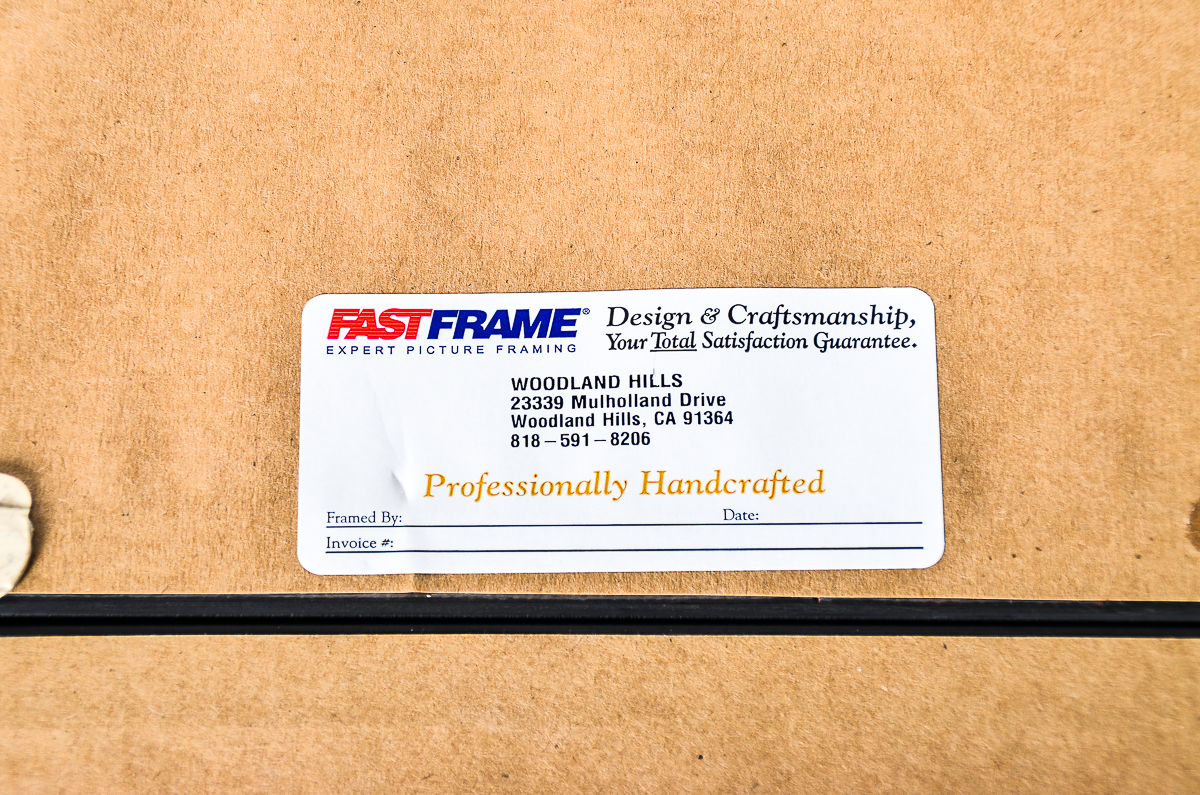 FASTFRAME®
EXPERT PICTURE FRAMING
Design & Craftsmanship,
Your Total Satisfaction Guarantee.
WOODLAND HILLS
23339 Mulholland Drive
Woodland Hills, CA 91364
818–591–8206
Professionally Handcrafted
Framed By: Date:
Invoice #: